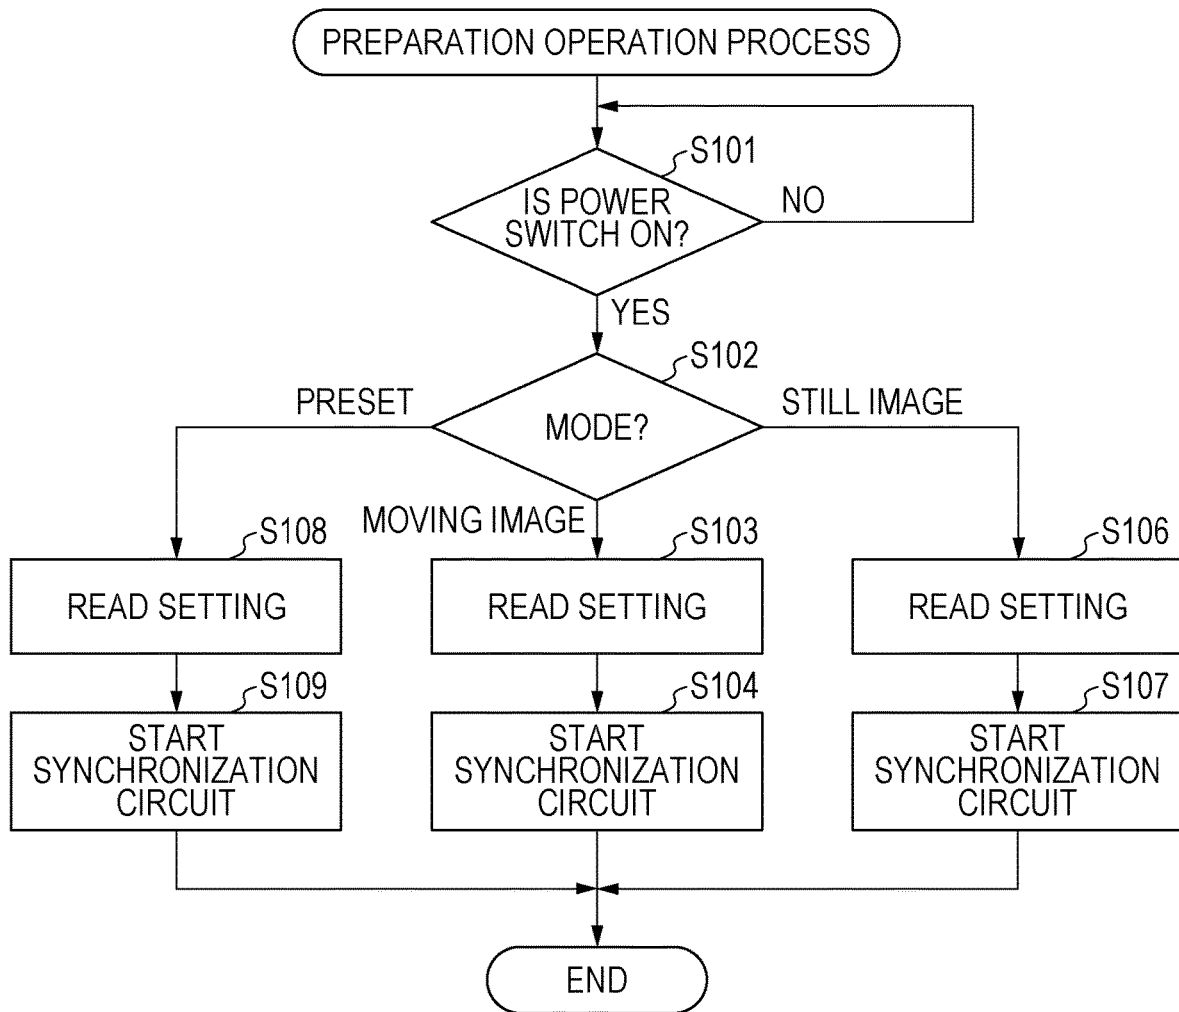 PREPARATION OPERATION PROCESS
S101
IS POWER
SWITCH ON?
NO
YES
S102
PRESET
MODE?
STILL IMAGE
MOVING IMAGE
S108
S103
S106
READ SETTING
READ SETTING
READ SETTING
S109
S104
S107
START
SYNCHRONIZATION
CIRCUIT
START
SYNCHRONIZATION
CIRCUIT
START
SYNCHRONIZATION
CIRCUIT
END